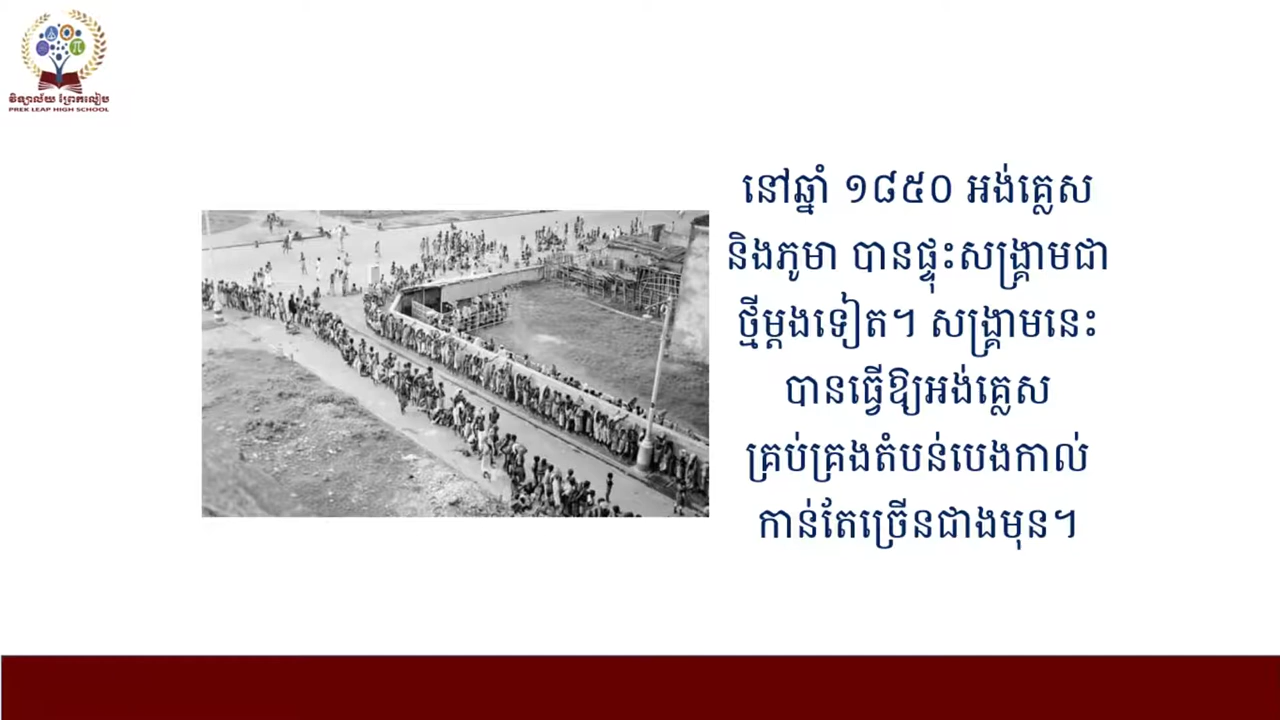 វិទ្យាល័យ ព្រែកលៀប
PREK LEAP HIGH SCHOOL
នៅឆ្នាំ ១៨៥០ អង់គ្លេស
និងភូមា បានផ្ទុះសង្គ្រាមជា
ថ្មីម្តងទៀត។ សង្គ្រាមនេះ
បានធ្វើឱ្យអង់គ្លេស
គ្រប់គ្រងតំបន់បេងកាល់
កាន់តែច្រើនជាងមុន។